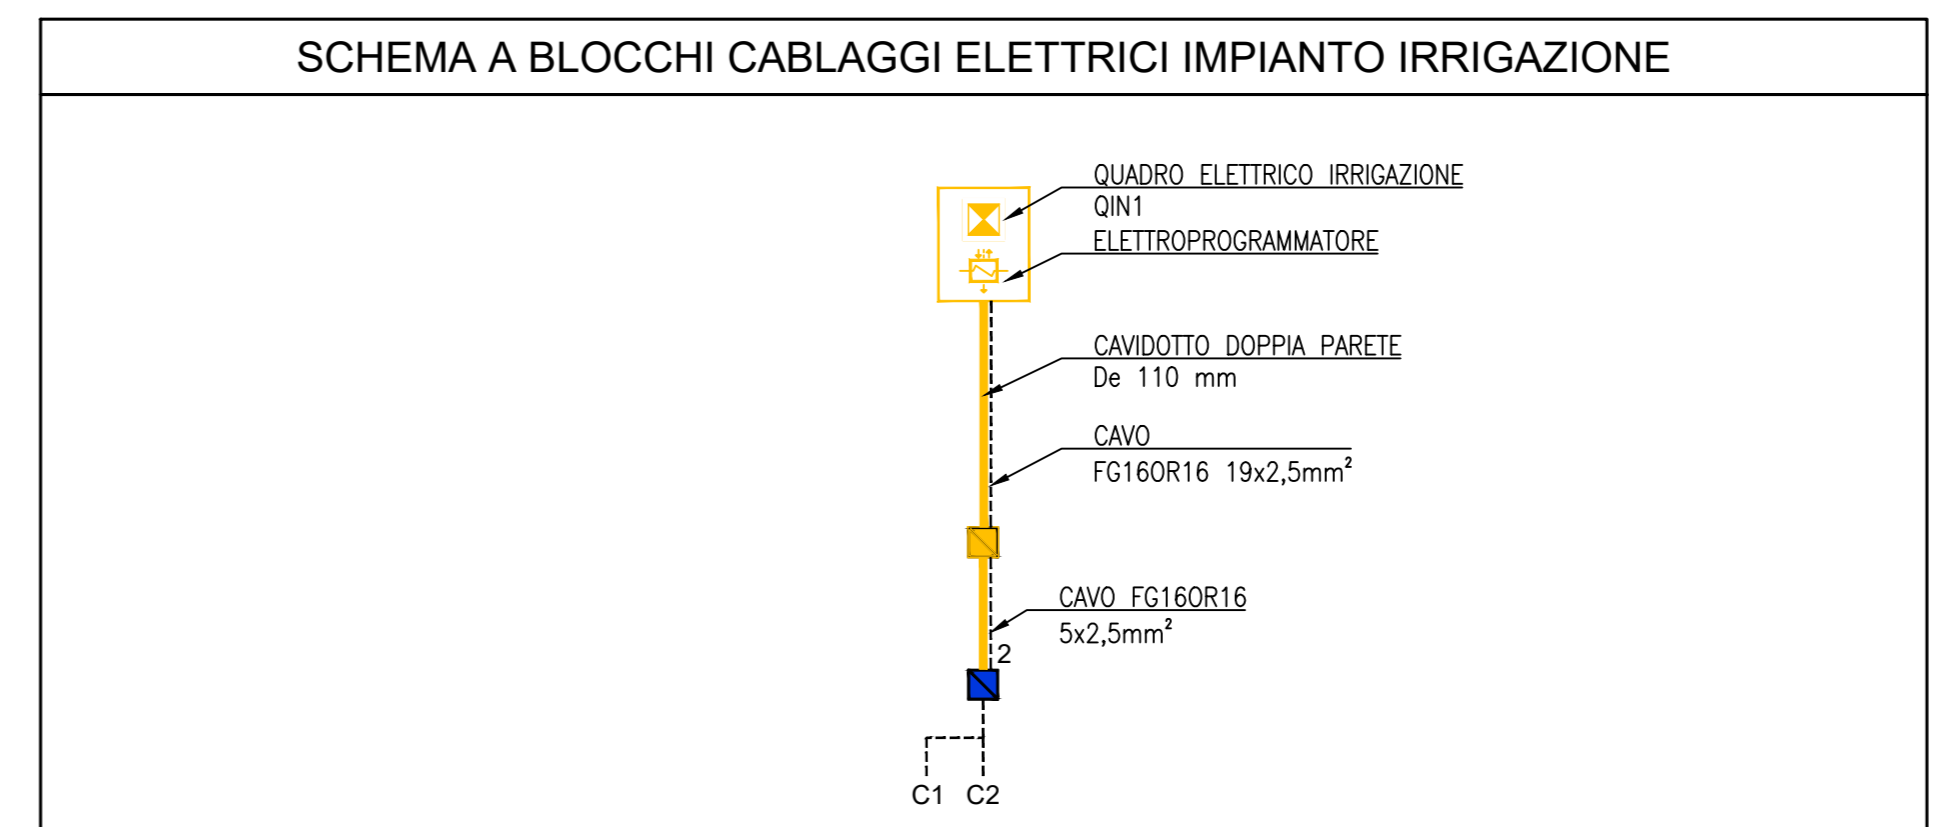 SCHEMA A BLOCCHI CABLAGGI ELETTRICI IMPIANTO IRRIGAZIONE
QUADRO ELETTRICO IRRIGAZIONE
QIN1
ELETTROPROGRAMMATORE
CAVIDOTTO DOPPIA PARETE
De 110 mm
CAVO
FG16OR16 19x2,5mm²
CAVO FG16OR16
5x2,5mm²
2
C1 C2